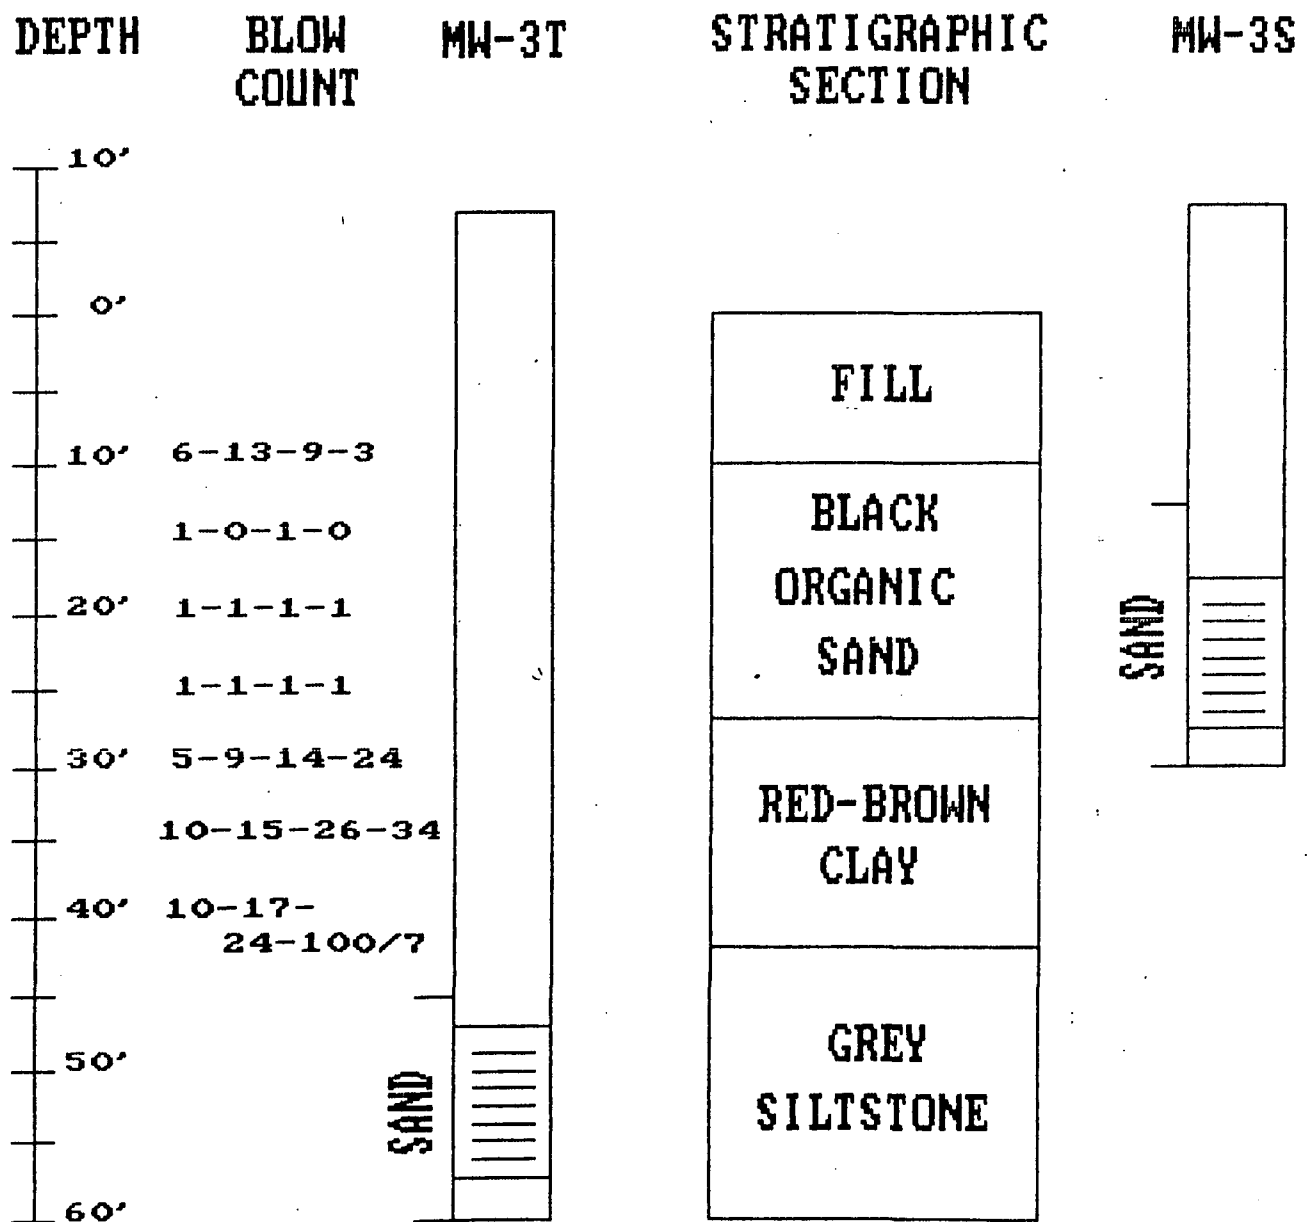 DEPTH
BLOW
COUNT
MW-3T
STRATIGRAPHIC
SECTION
MW-3S
10'
0'
FILL
10'
6-13-9-3
BLACK
ORGANIC
SAND
1-0-1-0
20'
1-1-1-1
SAND
1-1-1-1
30'
5-9-14-24
RED-BROWN
CLAY
10-15-26-34
40'
10-17-
24-100/7
50'
GREY
SILTSTONE
SAND
60'